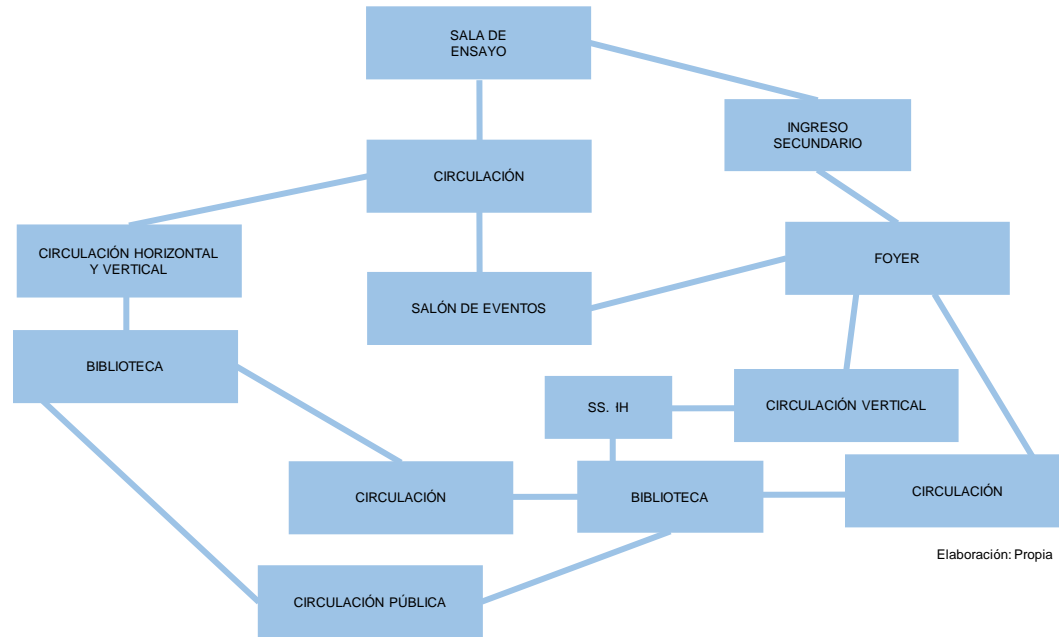 SALA DE
ENSAYO
INGRESO
SECUNDARIO
CIRCULACIÓN
CIRCULACIÓN HORIZONTAL
Y VERTICAL
FOYER
SALÓN DE EVENTOS
BIBLIOTECA
SS. HH
CIRCULACIÓN VERTICAL
CIRCULACIÓN
BIBLIOTECA
CIRCULACIÓN
Elaboración: Propia
CIRCULACIÓN PÚBLICA